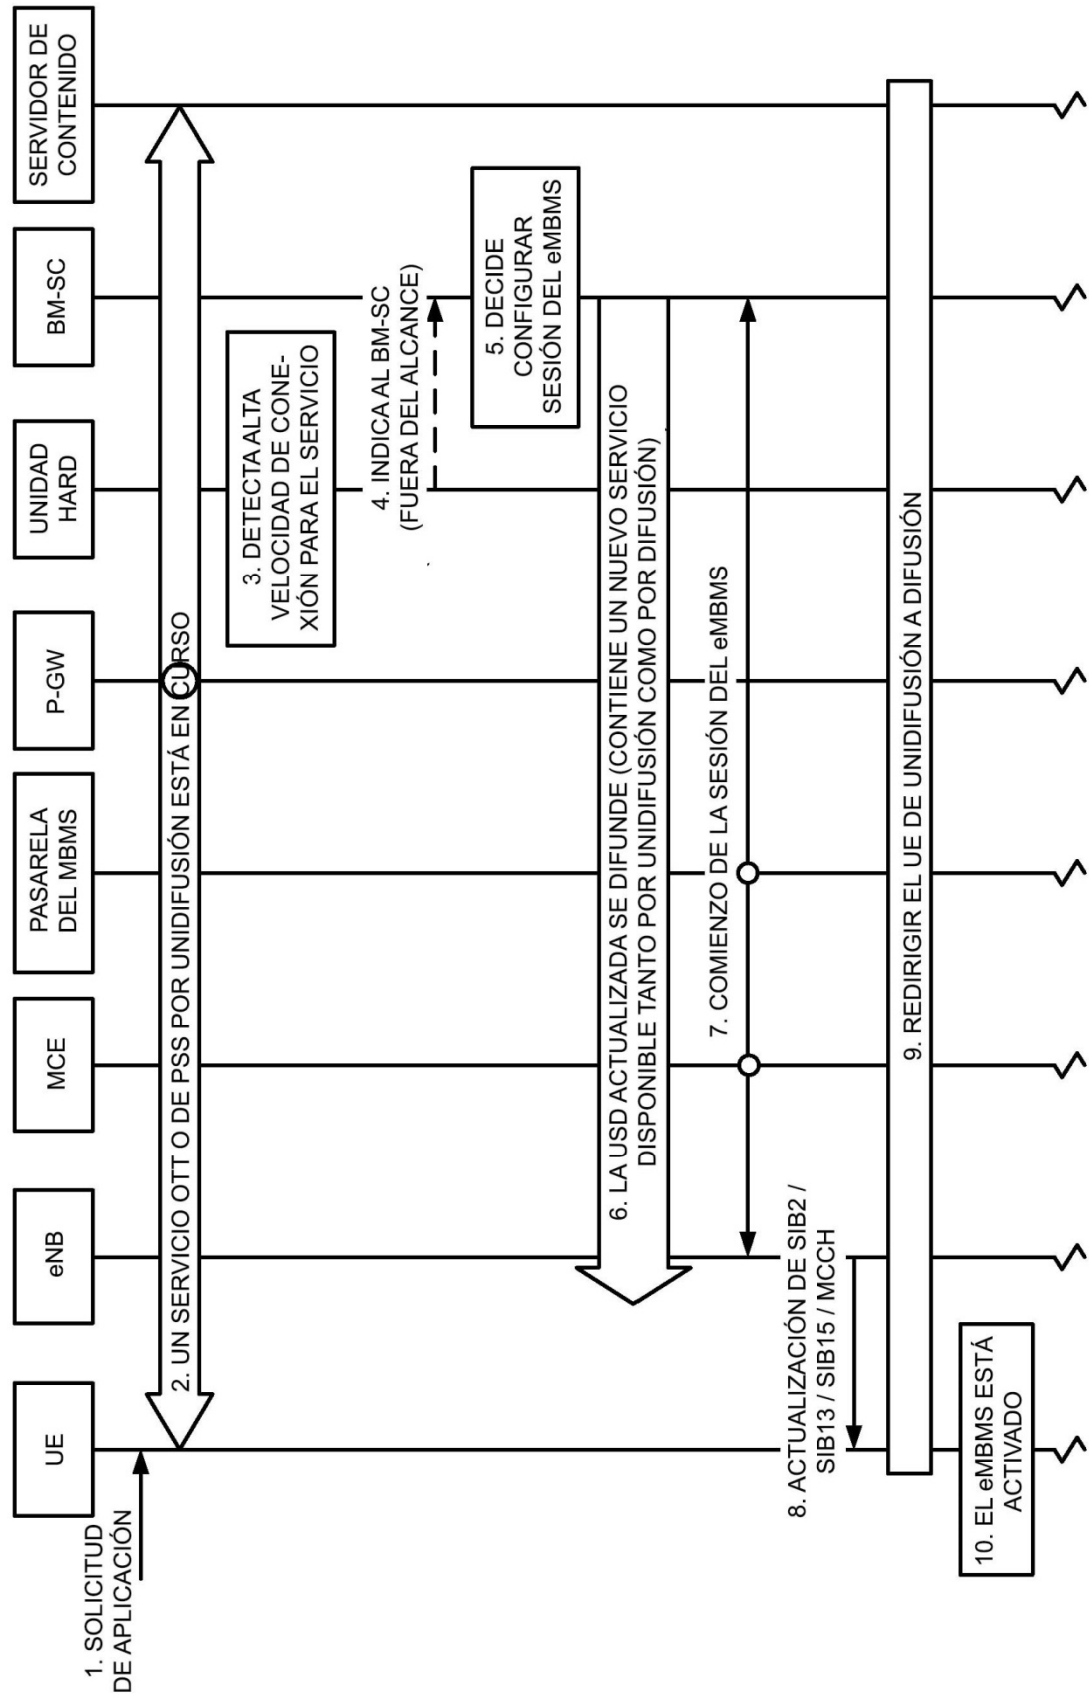 UE
eNB
MCE
PASARELA
DEL MBMS
P-GW
UNIDAD
HARD
BM-SC
SERVIDOR DE
CONTENIDO
1. SOLICITUD
DE APLICACIÓN
2. UN SERVICIO OTT O DE PSS POR UNIDIFUSIÓN ESTÁ EN CURSO
3. DETECTA ALTA
VELOCIDAD DE CONE-
XIÓN PARA EL SERVICIO
4. INDICA AL BM-SC
(FUERA DEL ALCANCE)
5. DECIDE
CONFIGURAR
SESIÓN DEL eMBMS
6. LA USD ACTUALIZADA SE DIFUNDE (CONTIENE UN NUEVO SERVICIO
DISPONIBLE TANTO POR UNIDIFUSIÓN COMO POR DIFUSIÓN)
7. COMIENZO DE LA SESIÓN DEL eMBMS
8. ACTUALIZACIÓN DE SIB2 /
SIB13 / SIB15 / MCCH
9. REDIRIGIR EL UE DE UNIDIFUSIÓN A DIFUSIÓN
10. EL eMBMS ESTÁ
ACTIVADO